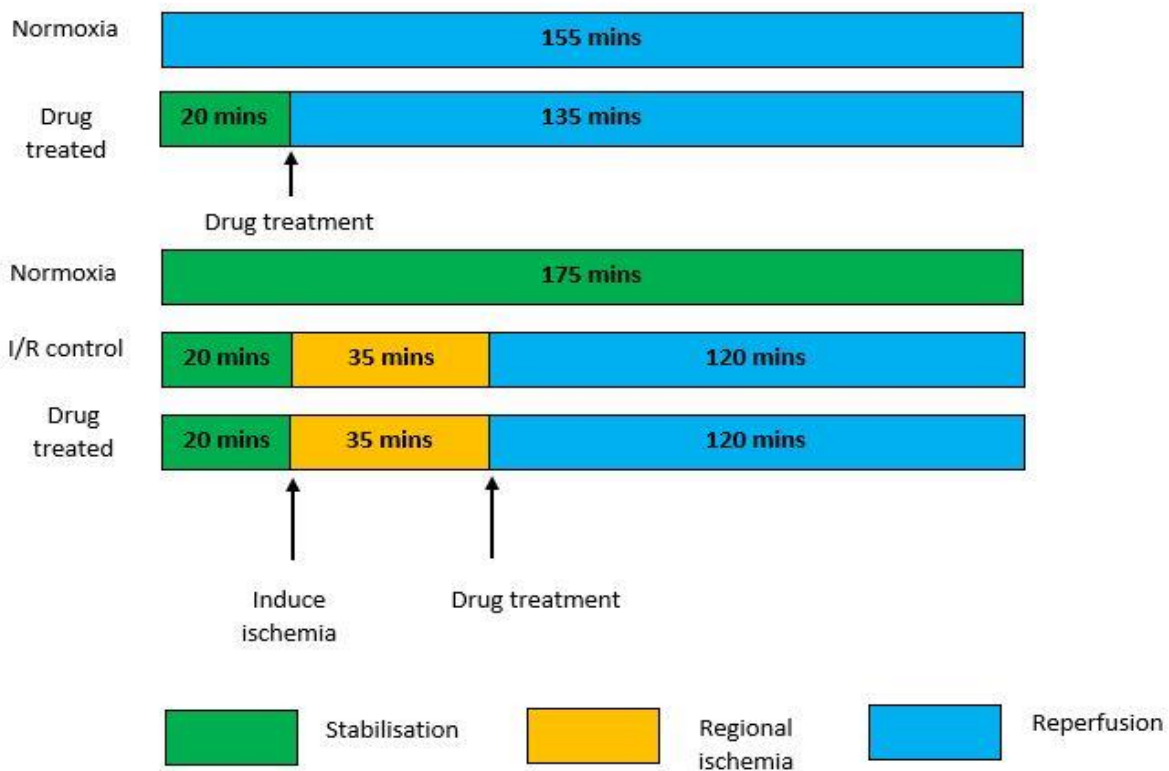 Normoxia
155 mins
Drug
treated
20 mins
135 mins
Drug treatment
Normoxia
175 mins
I/R control
20 mins
35 mins
120 mins
Drug
treated
20 mins
35 mins
120 mins
Induce
ischemia
Drug treatment
Stabilisation
Regional
ischemia
Reperfusion